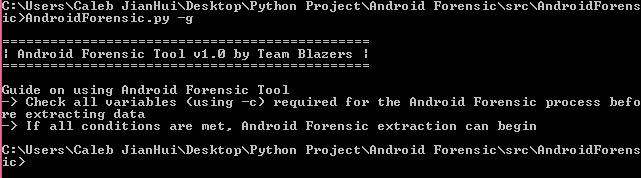 C:\Users\Caleb JianHui\Desktop\Python Project\Android Forensic\src\AndroidForens
ic>AndroidForensic.py -g
==============================================
¦ Android Forensic Tool v1.0 by Team Blazers ¦
==============================================
Guide on using Android Forensic Tool
-> Check all variables (using -c) required for the Android Forensic process befo
re extracting data
-> If all conditions are met, Android Forensic extraction can begin
C:\Users\Caleb JianHui\Desktop\Python Project\Android Forensic\src\AndroidForens
ic>